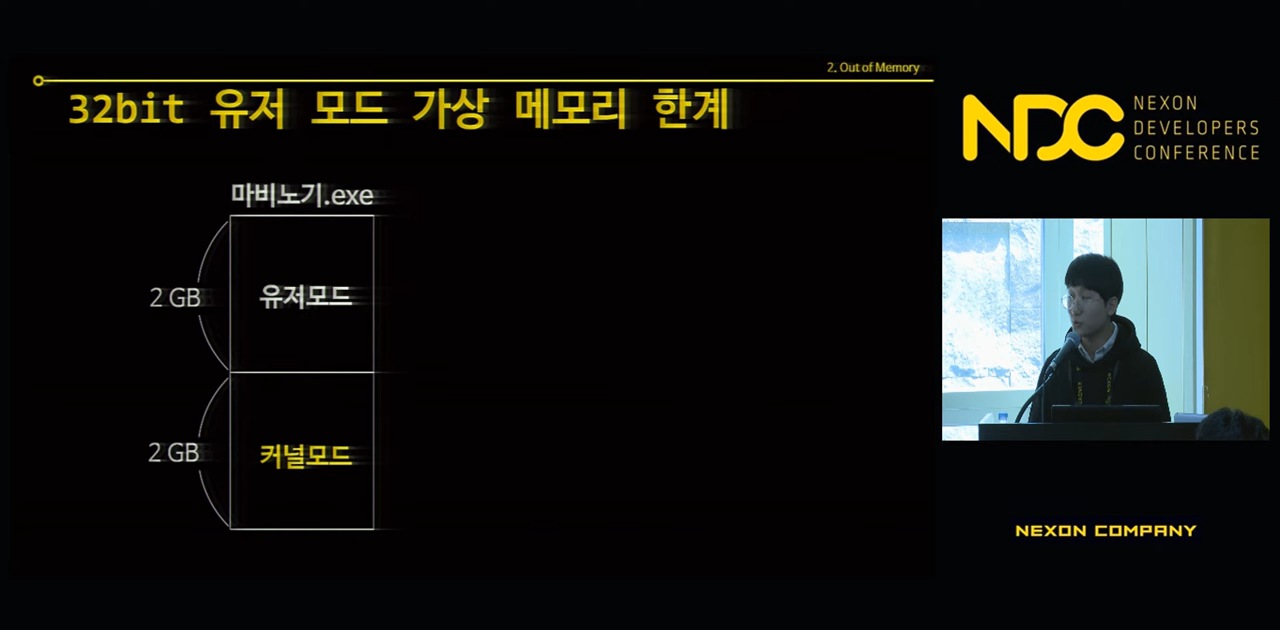 2. Out of Memory
32bit 유저 모드 가상 메모리 한계
마비노기.exe
2 GB
유저모드
2 GB
커널모드
NDC
NEXON
DEVELOPERS
CONFERENCE
NEXON COMPANY